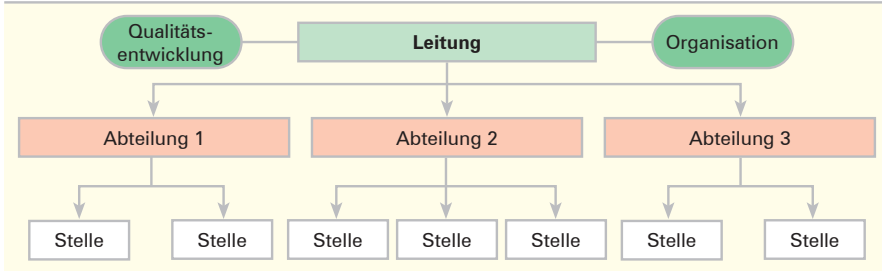 Qualitäts-
entwicklung
Leitung
Organisation
Abteilung 1
Abteilung 2
Abteilung 3
Stelle
Stelle
Stelle
Stelle
Stelle
Stelle
Stelle